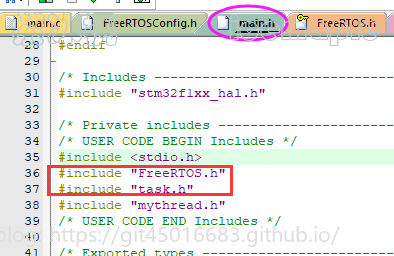 main.c FreeRTOSConfig.h main.h FreeRTOS.h
28 #endif
29
30 /* Includes ------------------------------
31 #include "stm32f1xx_hal.h"
32
33 /* Private includes ----------------------
34 /* USER CODE BEGIN Includes */
35 #include <stdio.h>
36 #include "FreeRTOS.h"
37 #include "task.h"
38 #include "mythread.h"
39 /* USER CODE END Includes */
https://git45016683.github.io/
40
41 /* Exported types ------------------------